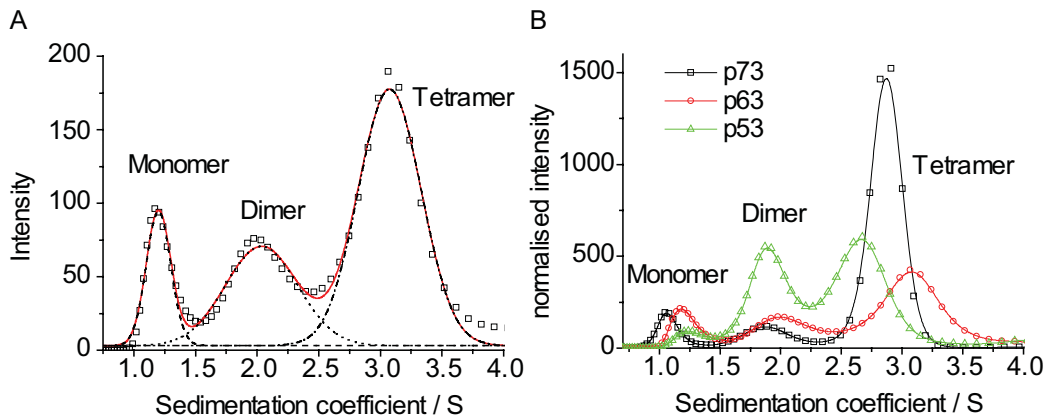 A
200
150
100
50
0
Intensity
Monomer
Dimer
Tetramer
1.0 1.5 2.0 2.5 3.0 3.5 4.0
Sedimentation coefficient / S
B
1500
1000
500
0
normalised intensity
p73
p63
p53
Tetramer
Dimer
Monomer
1.0 1.5 2.0 2.5 3.0 3.5 4.0
Sedimentation coefficient / S